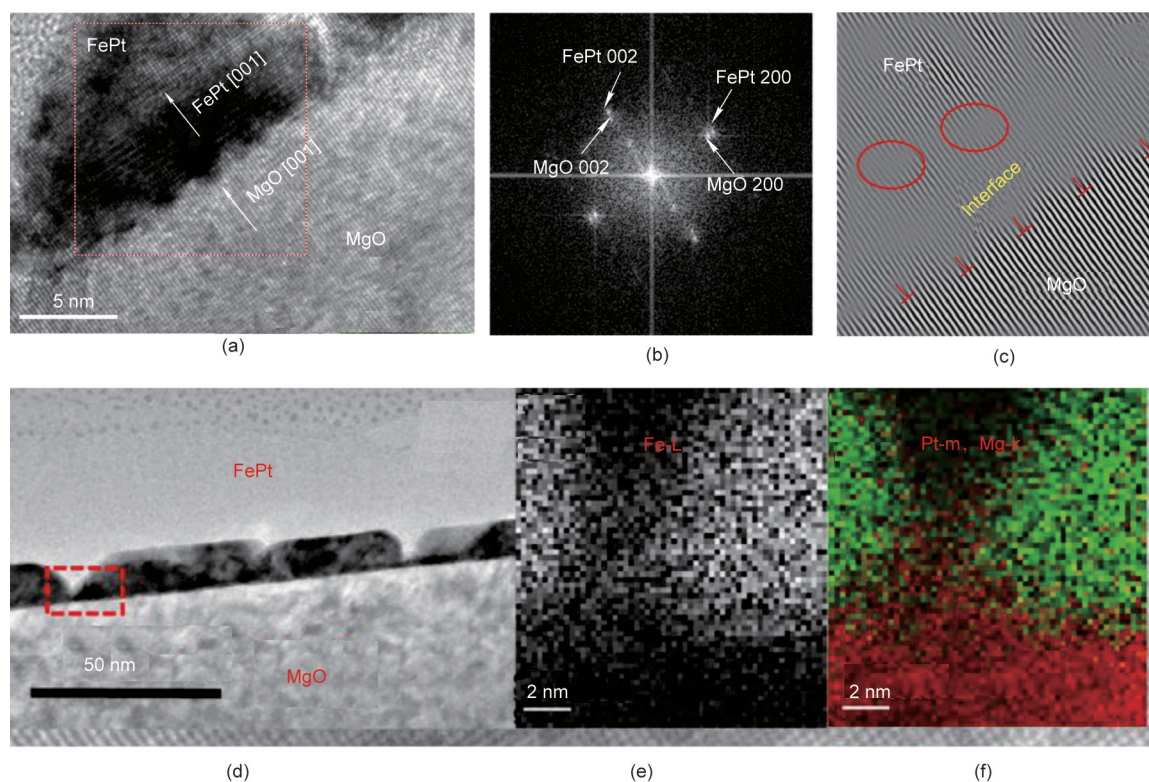 FePt
FePt [001]
MgO [001]
MgO
5 nm
(a)
FePt 002
FePt 200
MgO 002
MgO 200
(b)
FePt
Interface
MgO
(c)
FePt
50 nm
MgO
(d)
Fe-L
2 nm
(e)
Pt-m, Mg-k
2 nm
(f)